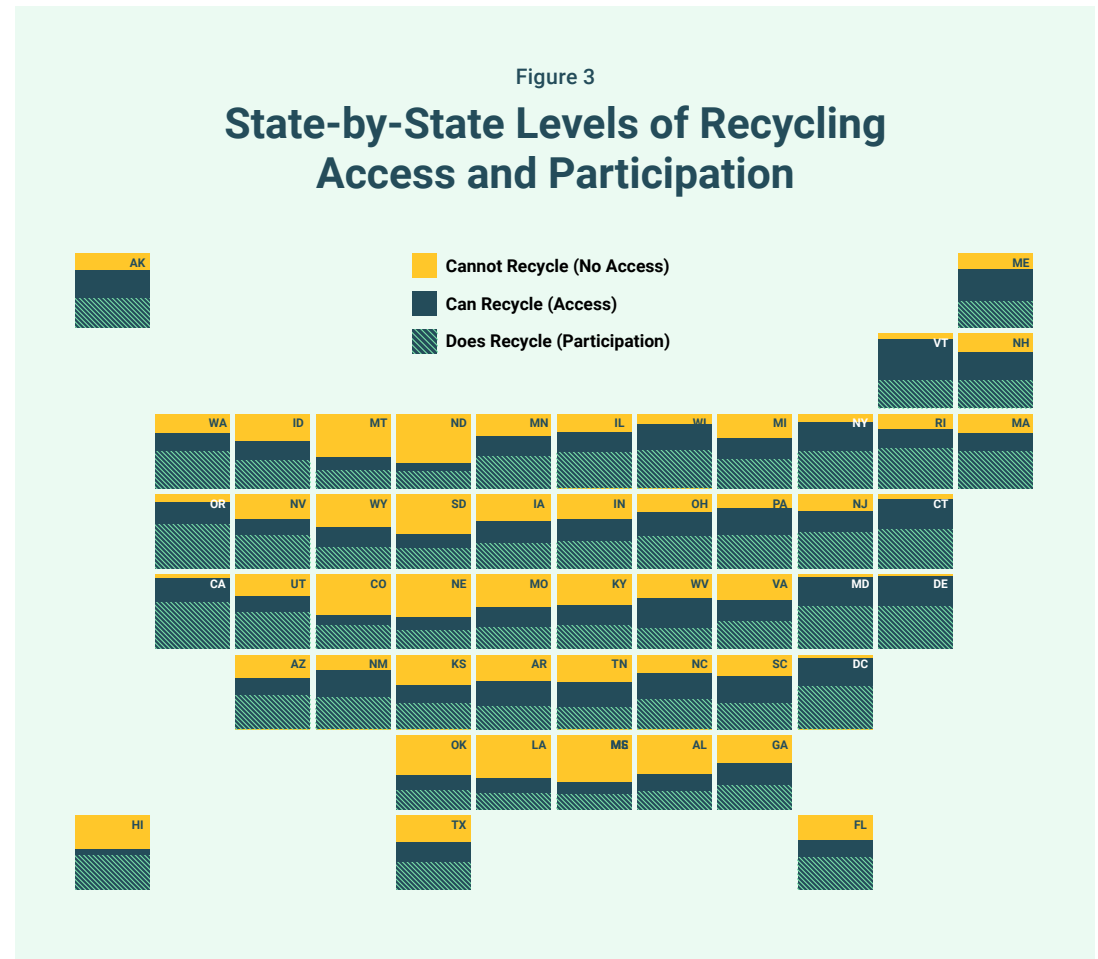 Figure 3
State-by-State Levels of Recycling
Access and Participation
AK
Cannot Recycle (No Access)
ME
Can Recycle (Access)
Does Recycle (Participation)
VT NH
WA ID MT ND MN IL WI MI NY RI MA
OR NV WY SD IA IN OH PA NJ CT
CA UT CO NE MO KY WV VA MD DE
AZ NM KS AR TN NC SC DC
OK LA AL GA
HI TX FL